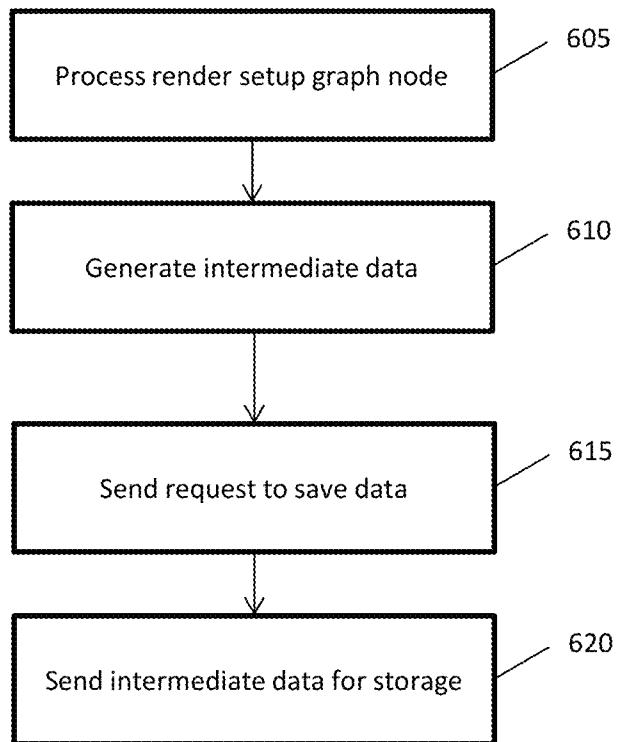 605
Process render setup graph node
610
Generate intermediate data
615
Send request to save data
620
Send intermediate data for storage